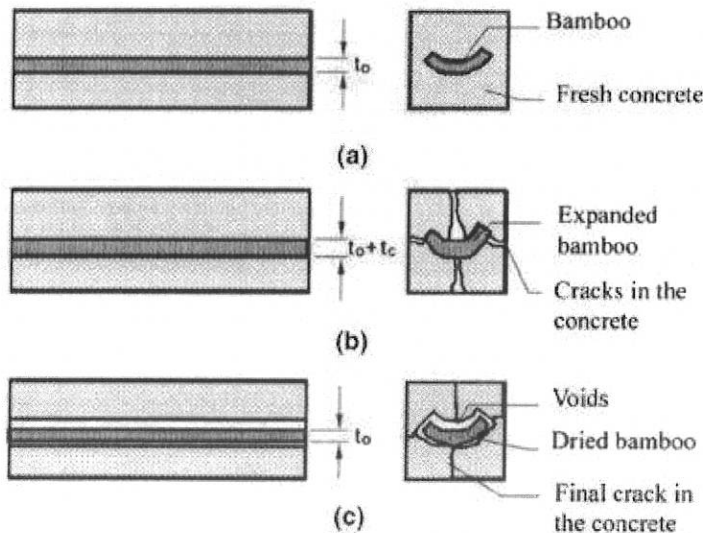 Bamboo
t₀
Fresh concrete
(a)
Expanded
bamboo
t₀ + tc
Cracks in the
concrete
(b)
Voids
t₀
Dried bamboo
Final crack in
the concrete
(c)